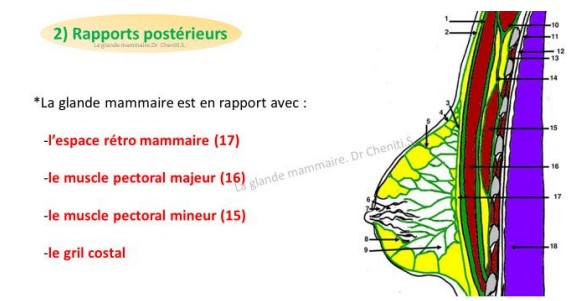 2) Rapports postérieurs
La glande mammaire.Dr Cheniti.S.
*La glande mammaire est en rapport avec :
-l'espace rétro mammaire (17)
-le muscle pectoral majeur (16)
-le muscle pectoral mineur (15)
-le gril costal
La glande mammaire. Dr Cheniti.S.
1
2
3
4
5
6
7
8
9
10
11
12
13
14
15
16
17
18